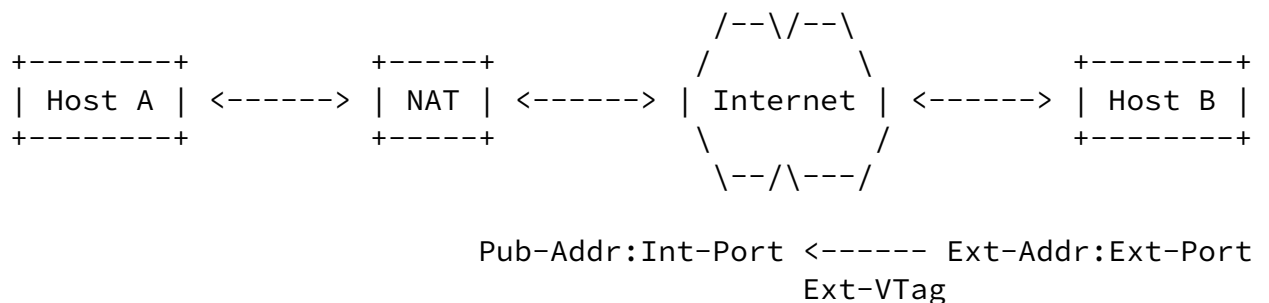 /--\/--\
+--------+ +-----+ / \ +--------+
| Host A | <------> | NAT | <------> | Internet | <------> | Host B |
+--------+ +-----+ \ / +--------+
\--/\---/
Pub-Addr:Int-Port <------ Ext-Addr:Ext-Port
Ext-VTag